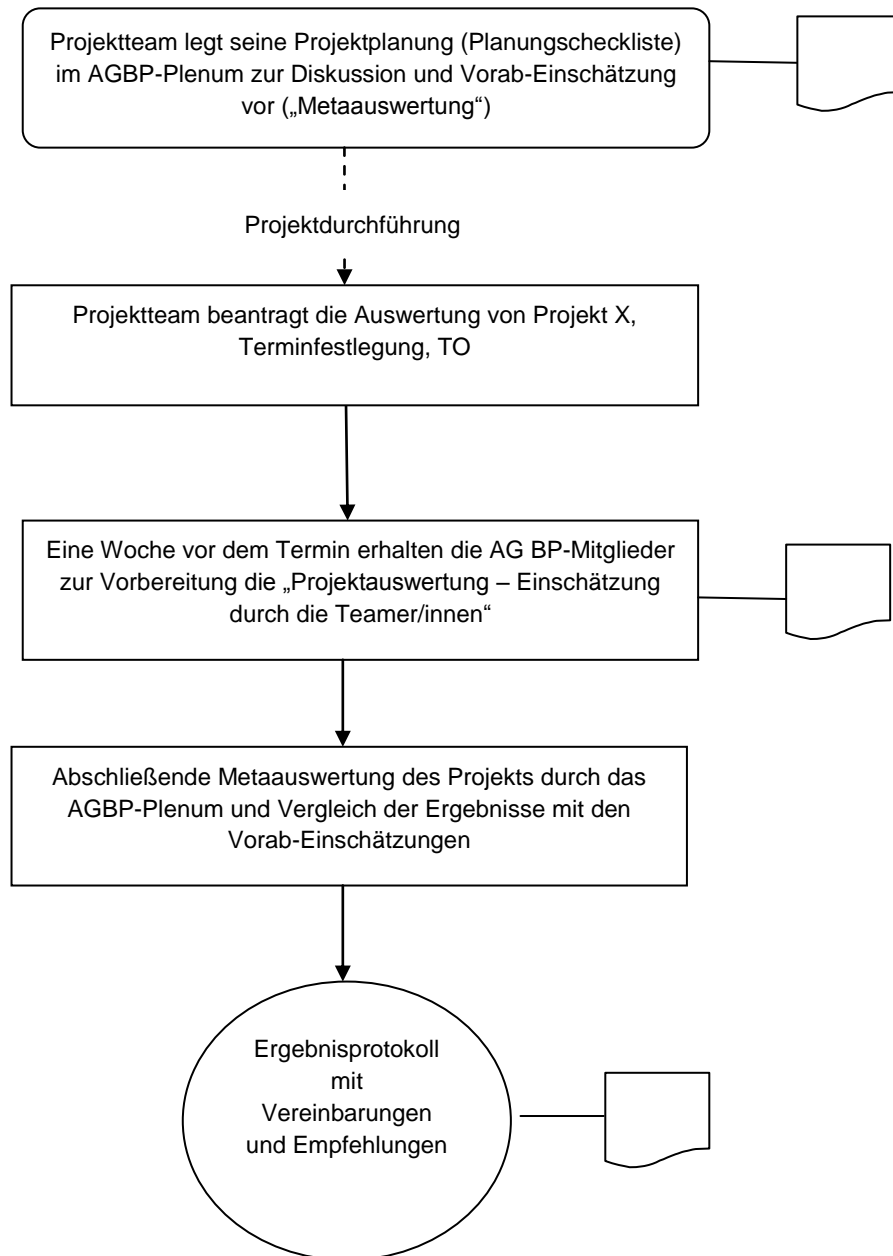 Projektteam legt seine Projektplanung (Planungscheckliste)
im AGBP-Plenum zur Diskussion und Vorab-Einschätzung
vor („Metaauswertung“)
Projektdurchführung
Projektteam beantragt die Auswertung von Projekt X,
Terminfestlegung, TO
Eine Woche vor dem Termin erhalten die AG BP-Mitglieder
zur Vorbereitung die „Projektauswertung – Einschätzung
durch die Teamer/innen“
Abschließende Metaauswertung des Projekts durch das
AGBP-Plenum und Vergleich der Ergebnisse mit den
Vorab-Einschätzungen
Ergebnisprotokoll
mit
Vereinbarungen
und Empfehlungen